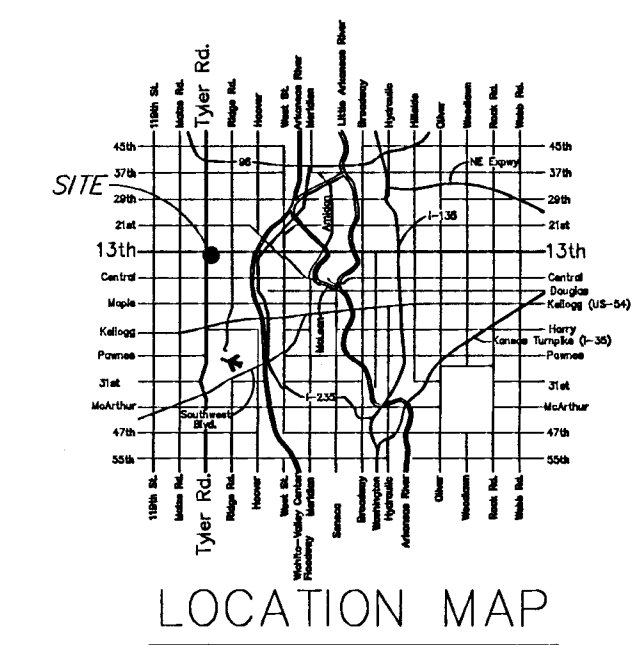 119th St.
Maize Rd.
Tyler Rd.
Ridge Rd.
Hoover
West St.
Arkansas River
Meridian
Little Arkansas River
Broadway
Hydraulic
Hillside
Oliver
Woodlawn
Rock Rd.
Webb Rd.
45th
37th
29th
21st
13th
Central
Maple
Kellogg
Pawnee
31st
McArthur
47th
55th
SITE
96
Amidon
McLean
I-135
I-235
NE Expwy
Southwest
Blvd.
45th
37th
29th
21st
13th
Central
Douglas
Kellogg (US-54)
Harry
Kansas Turnpike (I-35)
Pawnee
31st
McArthur
47th
55th
119th St.
Maize Rd.
Tyler Rd.
Ridge Rd.
Hoover
West St.
Wichita-Valley Center
Floodway
Meridian
Seneca
Broadway
Washington
Hydraulic
Arkansas River
Oliver
Woodlawn
Rock Rd.
Webb Rd.
LOCATION MAP